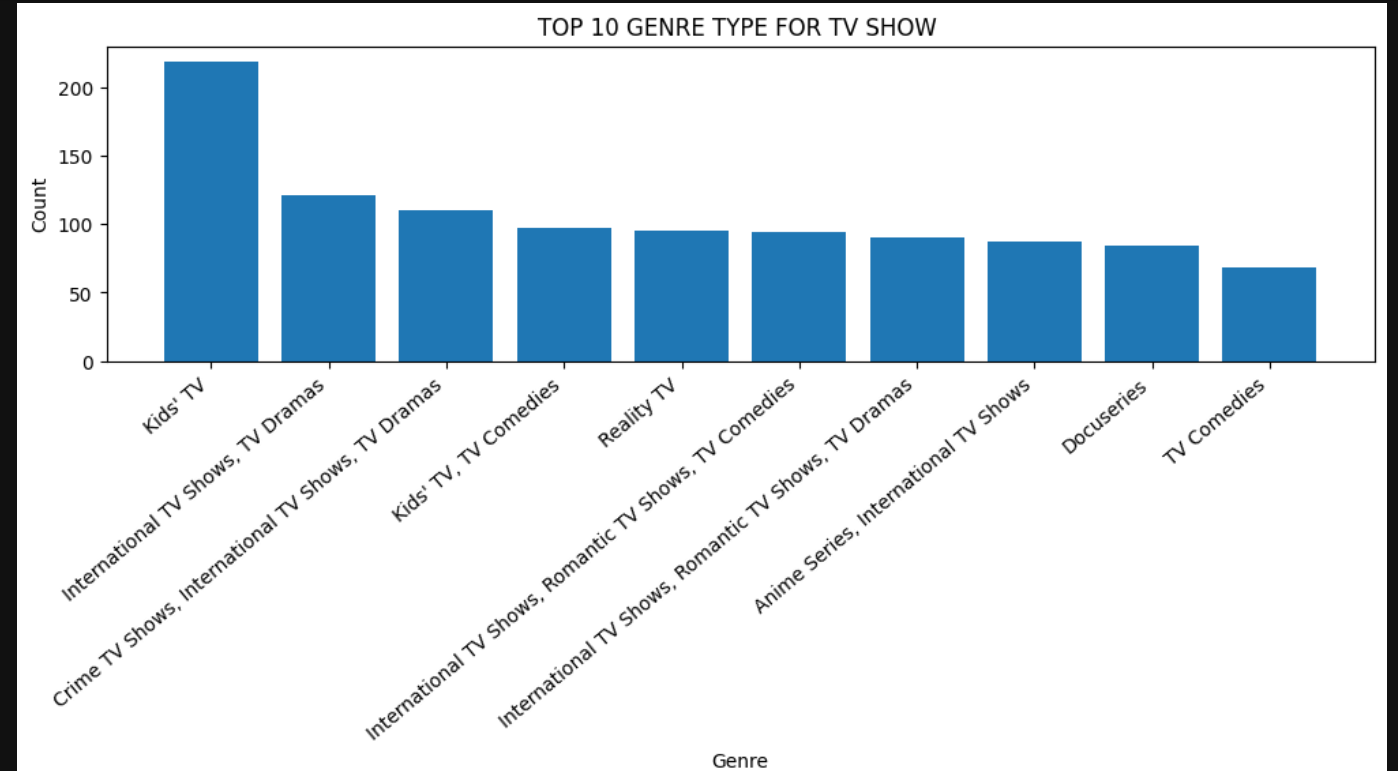 TOP 10 GENRE TYPE FOR TV SHOW
200
150
100
50
0
Count
Kids' TV
International TV Shows, TV Dramas
Crime TV Shows, International TV Shows, TV Dramas
Kids' TV, TV Comedies
Reality TV
International TV Shows, Romantic TV Shows, TV Comedies
International TV Shows, Romantic TV Shows, TV Dramas
Anime Series, International TV Shows
Docuseries
TV Comedies
Genre